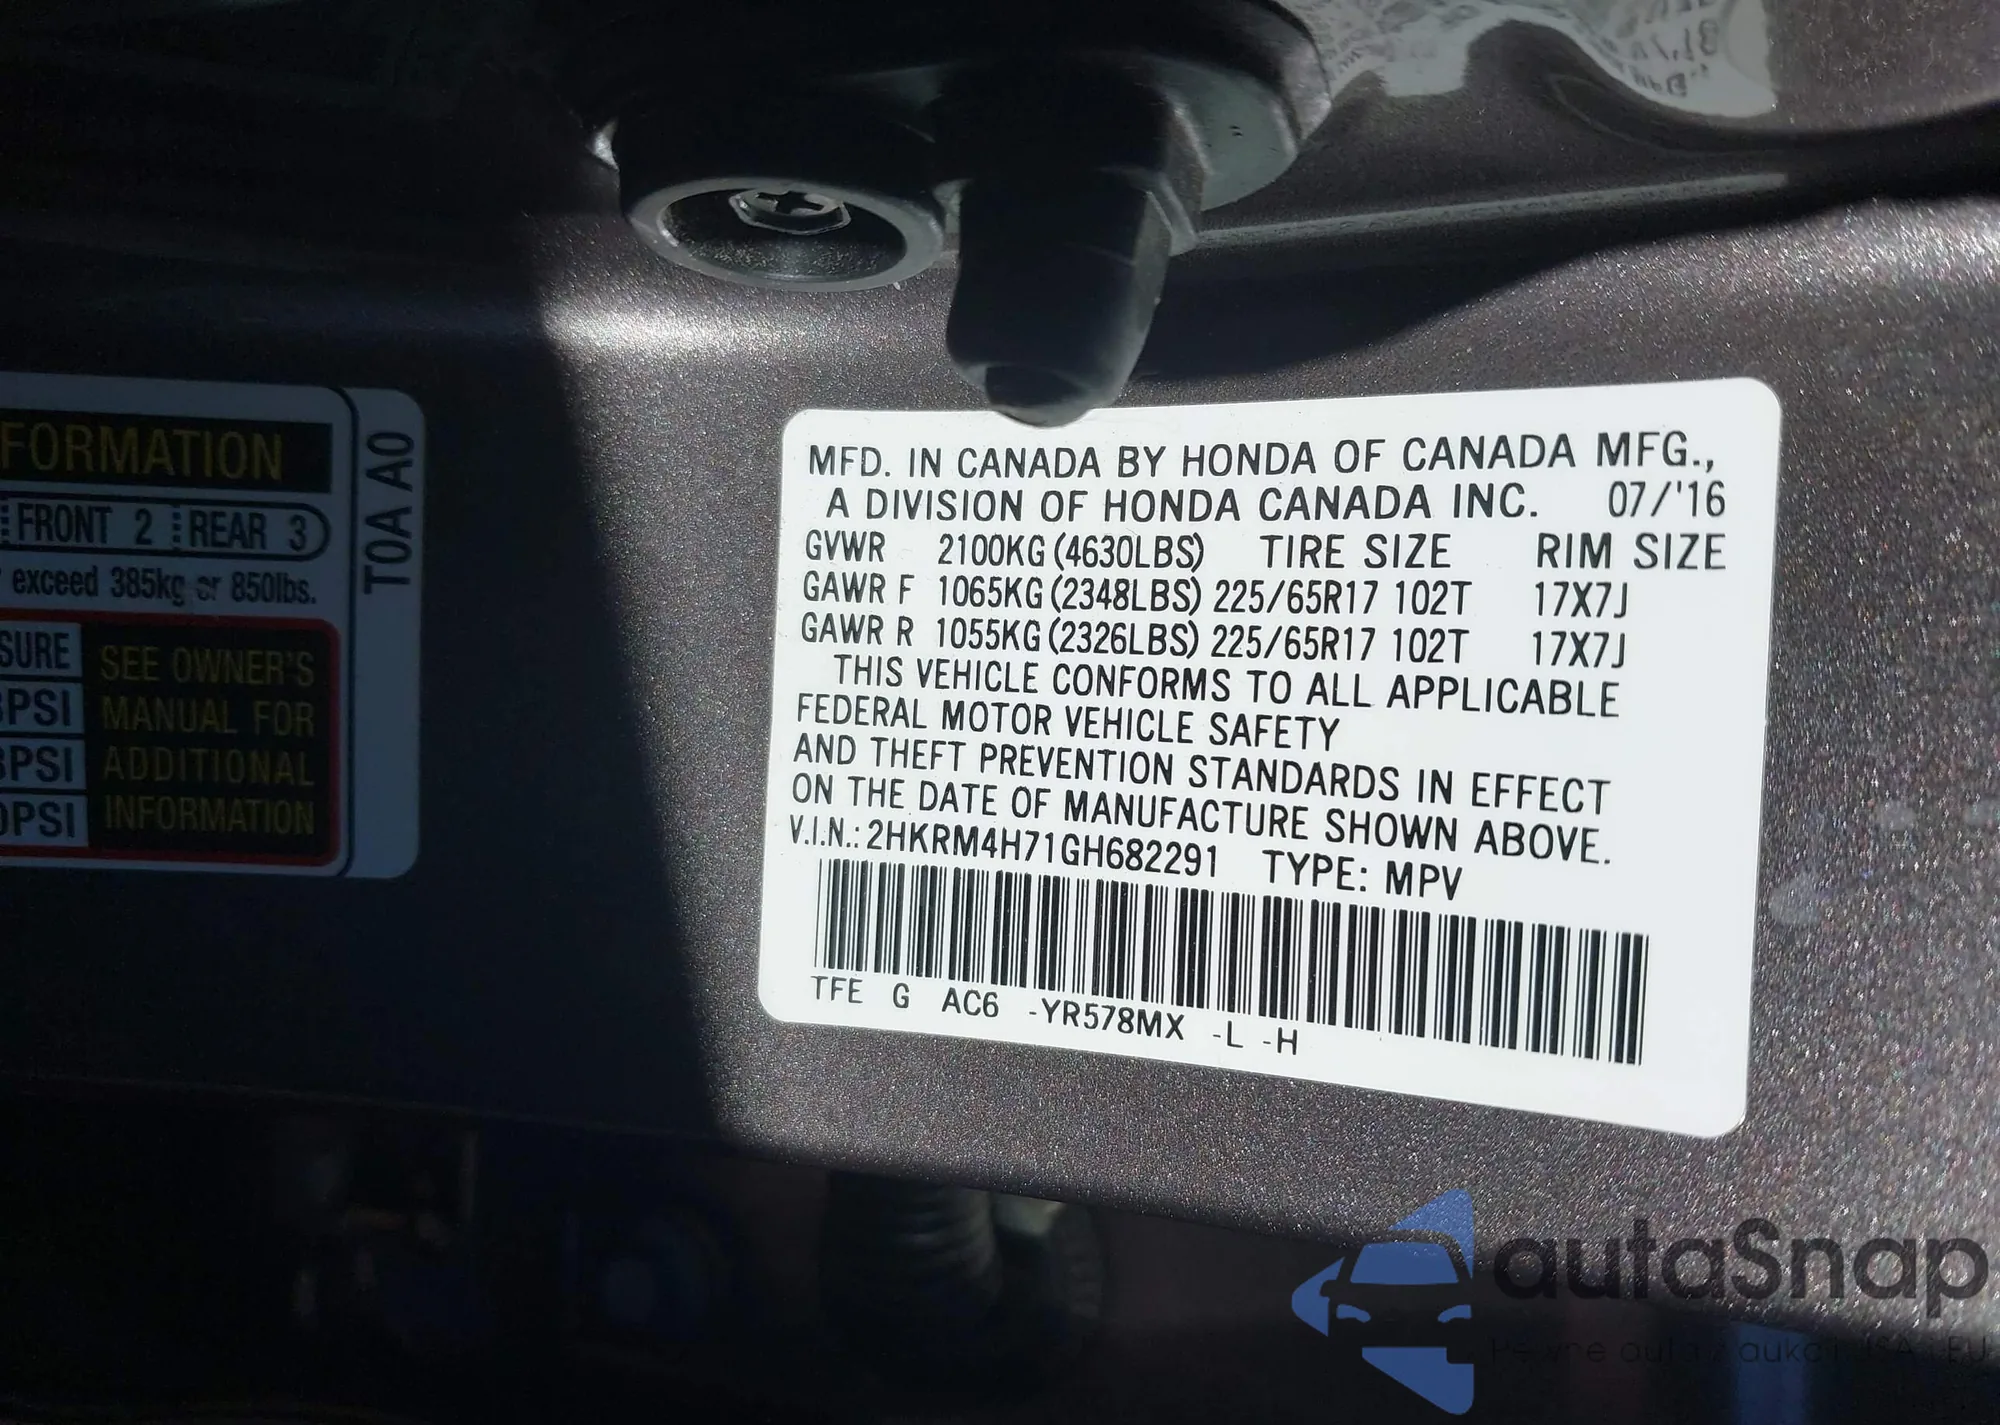 FORMATION
FRONT 2 REAR 3
exceed 385kg or 850lbs.
SURE
PSI
PSI
PSI
SEE OWNER'S
MANUAL FOR
ADDITIONAL
INFORMATION
T0A A0
MFD. IN CANADA BY HONDA OF CANADA MFG.,
A DIVISION OF HONDA CANADA INC. 07/'16
GVWR 2100KG (4630LBS) TIRE SIZE RIM SIZE
GAWR F 1065KG (2348LBS) 225/65R17 102T 17X7J
GAWR R 1055KG (2326LBS) 225/65R17 102T 17X7J
THIS VEHICLE CONFORMS TO ALL APPLICABLE
FEDERAL MOTOR VEHICLE SAFETY
AND THEFT PREVENTION STANDARDS IN EFFECT
ON THE DATE OF MANUFACTURE SHOWN ABOVE.
V.I.N.: 2HKRM4H71GH682291 TYPE: MPV
TFE G AC6 -YR578MX -L -H
autaSnap